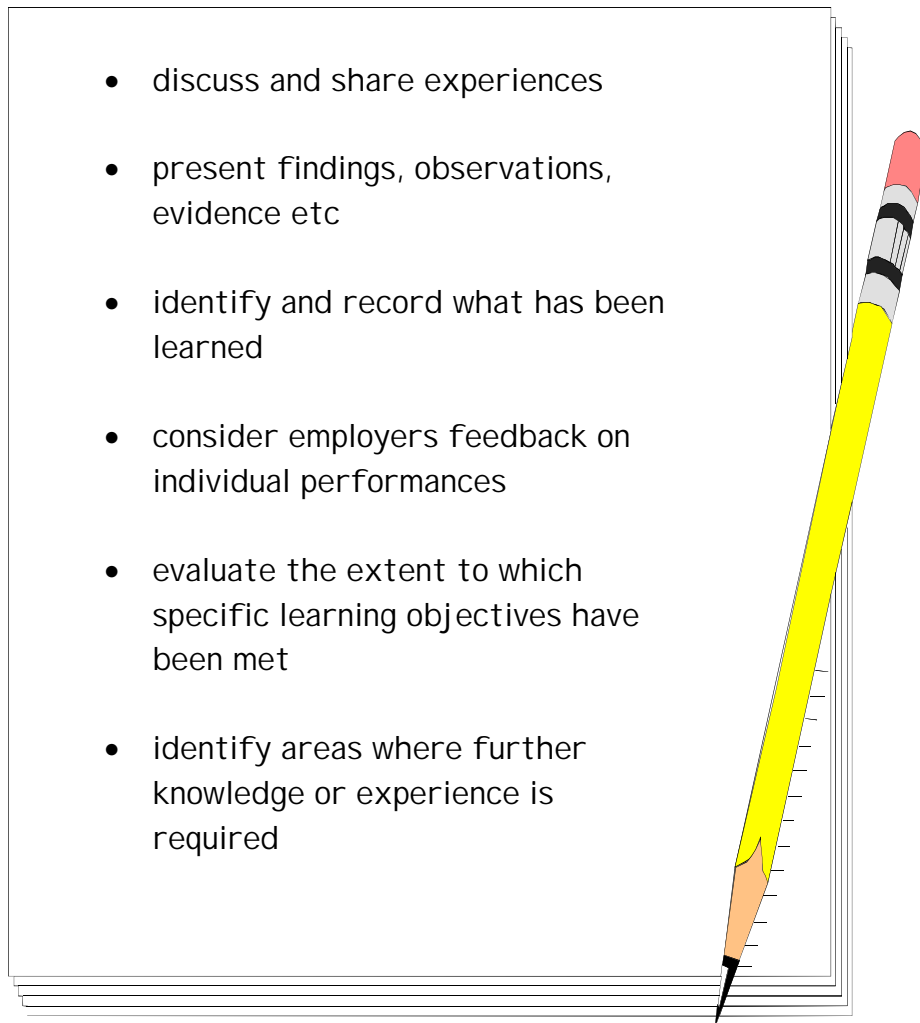 • discuss and share experiences
• present findings, observations,
evidence etc
• identify and record what has been
learned
• consider employers feedback on
individual performances
• evaluate the extent to which
specific learning objectives have
been met
• identify areas where further
knowledge or experience is
required